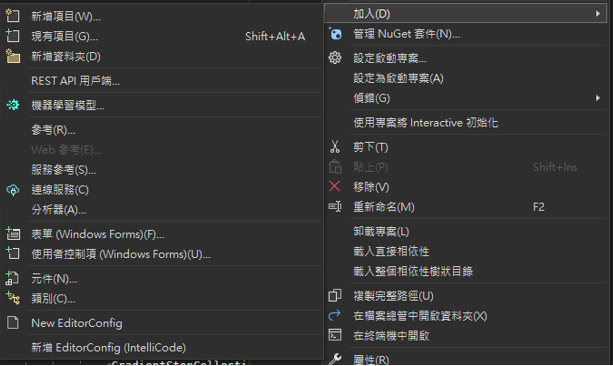 新增項目(W)...
現有項目(G)... Shift+Alt+A
新增資料夾(D)
REST API 用戶端...
機器學習模型...
參考(R)...
Web 參考(E)...
服務參考(S)...
連線服務(C)
分析器(A)...
表單 (Windows Forms)(F)...
使用者控制項 (Windows Forms)(U)...
元件(N)...
類別(C)...
New EditorConfig
新增 EditorConfig (IntelliCode)
加入(D)
管理 NuGet 套件(N)...
設定啟動專案...
設定為啟動專案(A)
偵錯(G)
使用專案將 Interactive 初始化
剪下(T)
貼上(P) Shift+Ins
移除(V)
重新命名(M) F2
卸載專案(L)
載入直接相依性
載入整個相依性樹狀目錄
複製完整路徑(U)
在檔案總管中開啟資料夾(X)
在終端機中開啟
屬性(R)